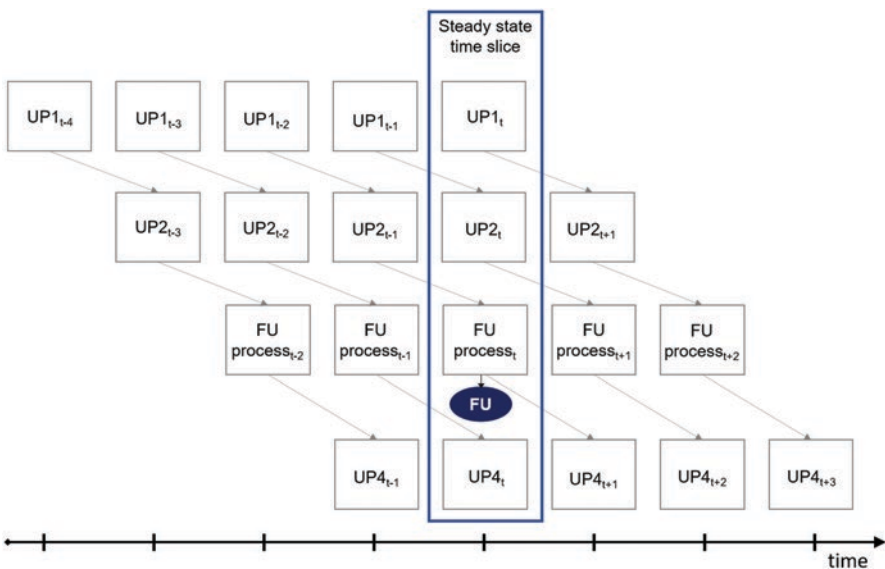 Steady state
time slice
UP1t-4 UP1t-3 UP1t-2 UP1t-1 UP1t
UP2t-3 UP2t-2 UP2t-1 UP2t UP2t+1
FU FU FU FU FU
processt-2 processt-1 processt processt+1 processt+2
FU
UP4t-1 UP4t UP4t+1 UP4t+2 UP4t+3
time